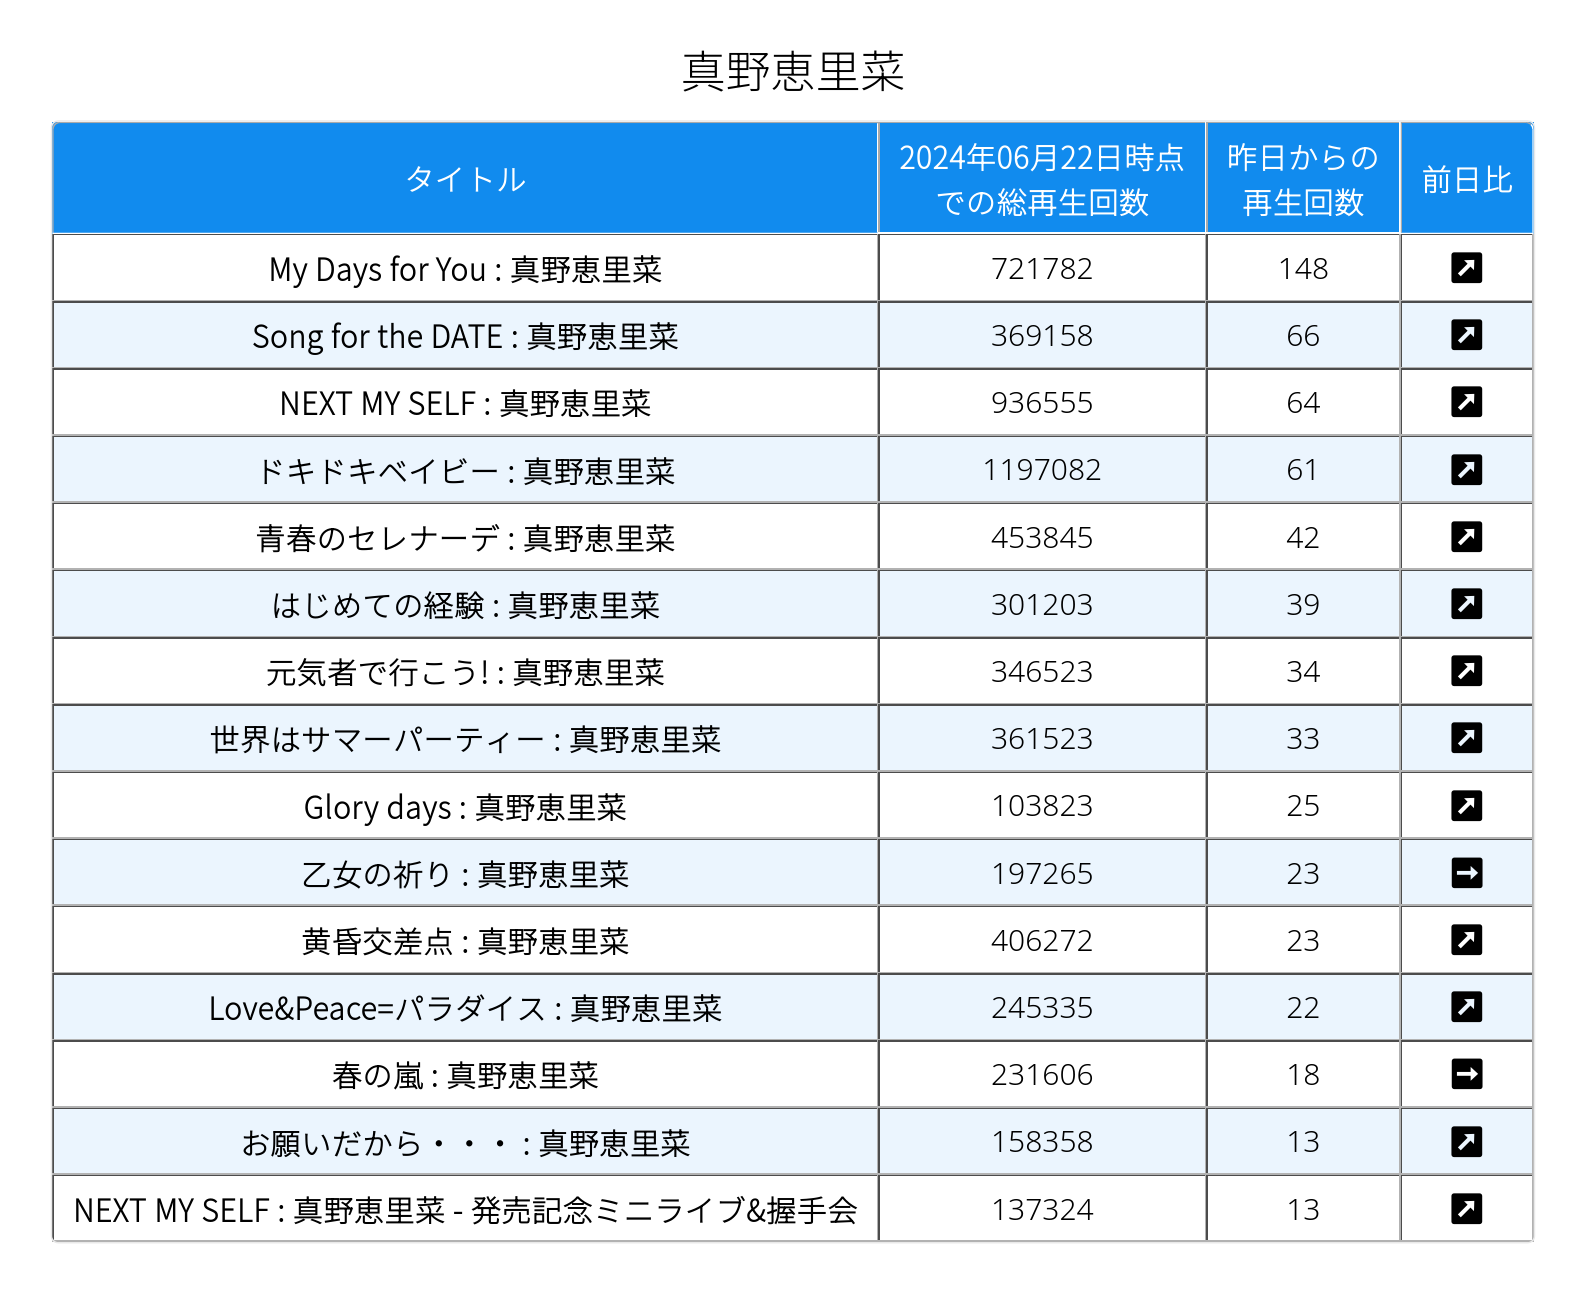 真野恵里菜
タイトル 2024年06月22日時点での総再生回数 昨日からの再生回数 前日比
My Days for You : 真野恵里菜 721782 148 ↗
Song for the DATE : 真野恵里菜 369158 66 ↗
NEXT MY SELF : 真野恵里菜 936555 64 ↗
ドキドキベイビー : 真野恵里菜 1197082 61 ↗
青春のセレナーデ : 真野恵里菜 453845 42 ↗
はじめての経験 : 真野恵里菜 301203 39 ↗
元気者で行こう! : 真野恵里菜 346523 34 ↗
世界はサマーパーティー : 真野恵里菜 361523 33 ↗
Glory days : 真野恵里菜 103823 25 ↗
乙女の祈り : 真野恵里菜 197265 23 →
黄昏交差点 : 真野恵里菜 406272 23 ↗
Love&Peace=パラダイス : 真野恵里菜 245335 22 ↗
春の嵐 : 真野恵里菜 231606 18 →
お願いだから・・・ : 真野恵里菜 158358 13 ↗
NEXT MY SELF : 真野恵里菜 - 発売記念ミニライブ&握手会 137324 13 ↗